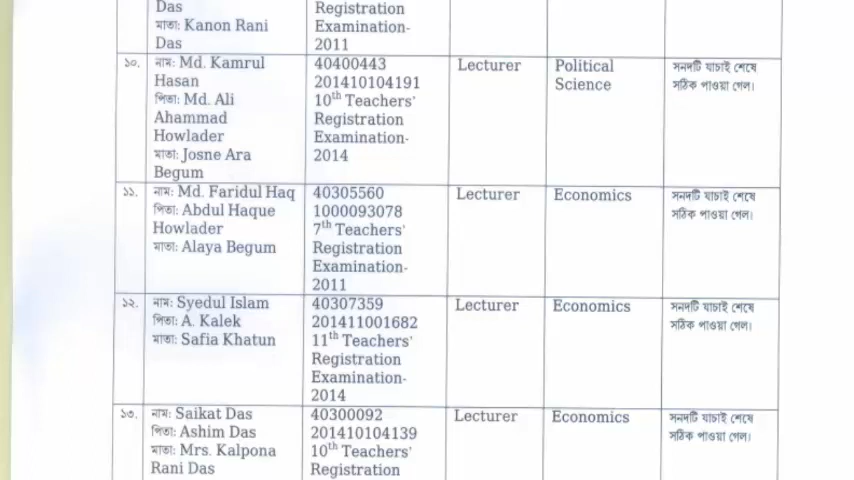 Das
মাতা: Kanon Rani
Das
Registration
Examination-
2011
১০.
নাম: Md. Kamrul
Hasan
পিতা: Md. Ali
Ahammad
Howlader
মাতা: Josne Ara
Begum
40400443
201410104191
10th Teachers'
Registration
Examination-
2014
Lecturer
Political
Science
সনদটি যাচাই শেষে
সঠিক পাওয়া গেল।
১১.
নাম: Md. Faridul Haq
পিতা: Abdul Haque
Howlader
মাতা: Alaya Begum
40305560
1000093078
7th Teachers'
Registration
Examination-
2011
Lecturer
Economics
সনদটি যাচাই শেষে
সঠিক পাওয়া গেল।
১২.
নাম: Syedul Islam
পিতা: A. Kalek
মাতা: Safia Khatun
40307359
201411001682
11th Teachers'
Registration
Examination-
2014
Lecturer
Economics
সনদটি যাচাই শেষে
সঠিক পাওয়া গেল।
১৩.
নাম: Saikat Das
পিতা: Ashim Das
মাতা: Mrs. Kalpona
Rani Das
40300092
201410104139
10th Teachers'
Registration
Lecturer
Economics
সনদটি যাচাই শেষে
সঠিক পাওয়া গেল।